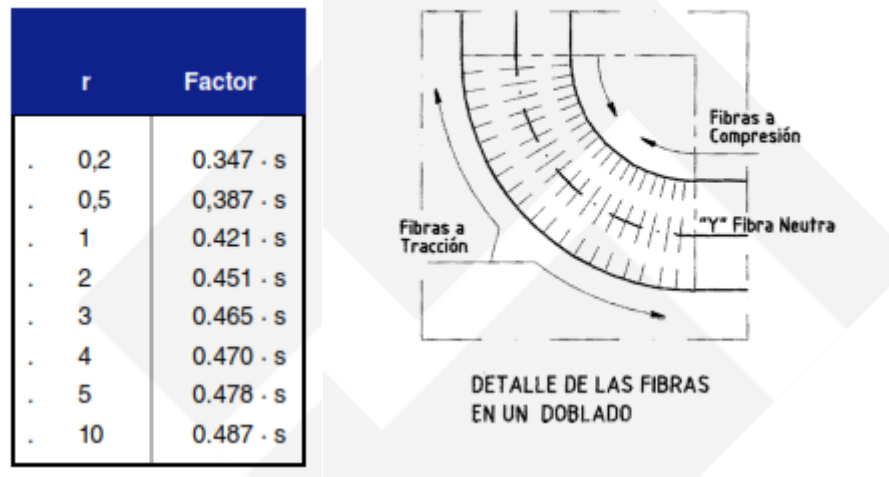 r Factor
. 0,2 0.347 · s
. 0,5 0,387 · s
. 1 0.421 · s
. 2 0.451 · s
. 3 0.465 · s
. 4 0.470 · s
. 5 0.478 · s
. 10 0.487 · s
Fibras a
Compresión
"Y" Fibra Neutra
Fibras a
Tracción
DETALLE DE LAS FIBRAS
EN UN DOBLADO